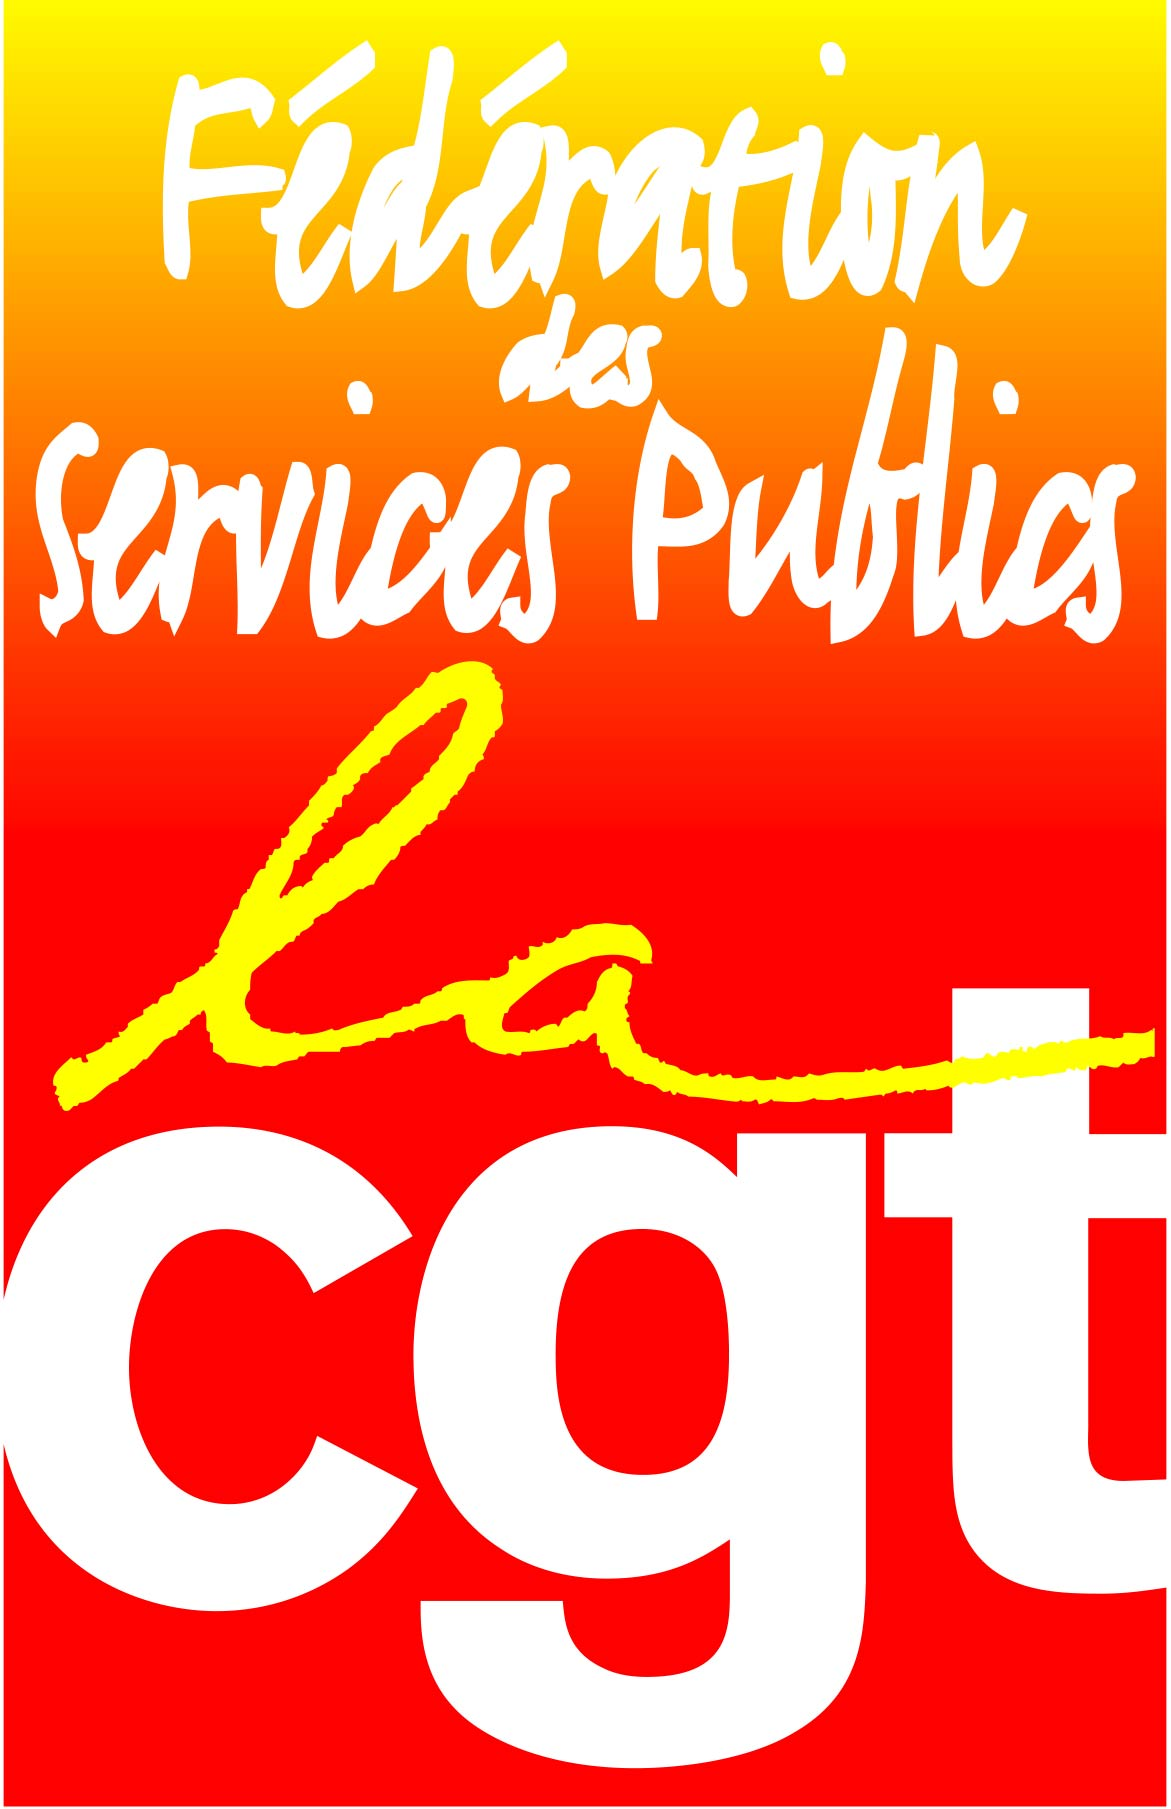 Fédération
des
Services Publics
la
cgt